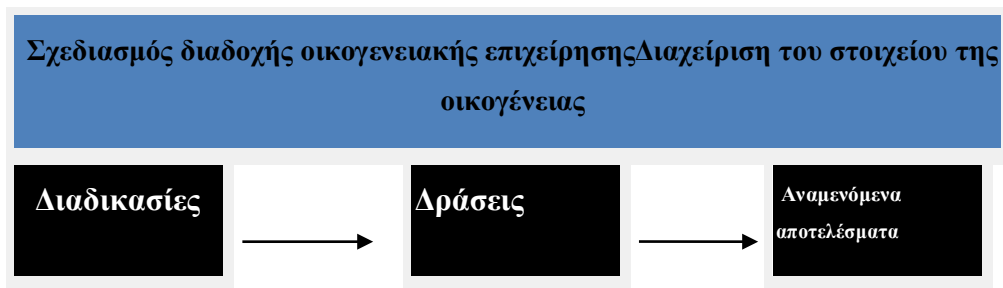 Σχεδιασμός διαδοχής οικογενειακής επιχείρησηςΔιαχείριση του στοιχείου της
οικογένειας
Διαδικασίες
Δράσεις
Αναμενόμενα
αποτελέσματα